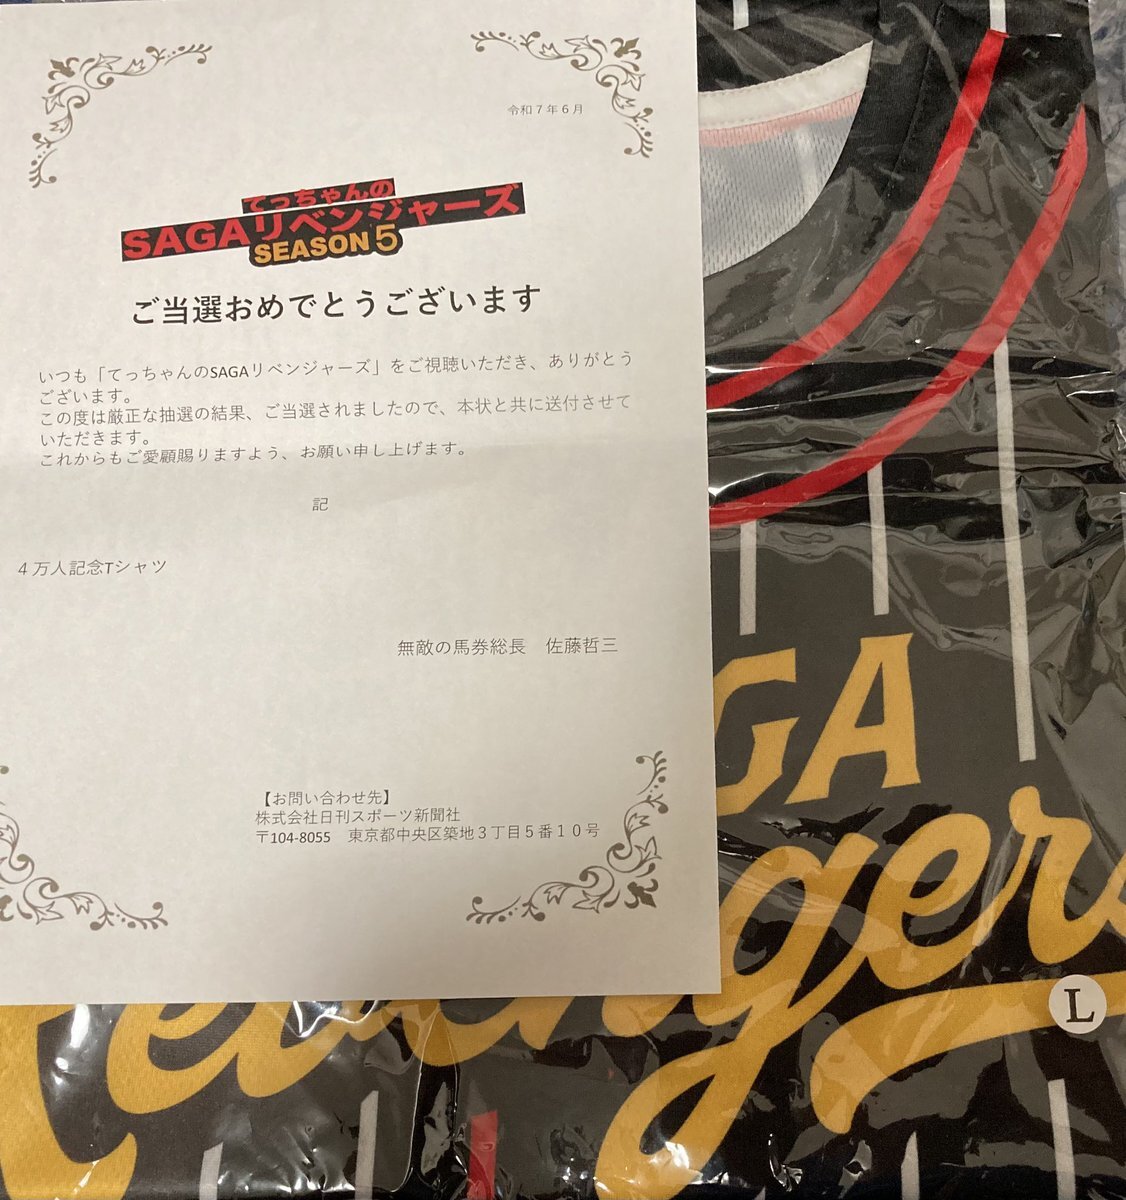 令和７年６月
てっちゃんの
SAGAリベンジャーズ
SEASON 5
ご当選おめでとうございます
いつも「てっちゃんのSAGAリベンジャーズ」をご視聴いただき、ありがとう
ございます。
この度は厳正な抽選の結果、ご当選されましたので、本状と共に送付させて
いただきます。
これからもご愛顧賜りますよう、お願い申し上げます。
記
４万人記念Tシャツ
無敵の馬券総長　佐藤哲三
【お問い合わせ先】
株式会社日刊スポーツ新聞社
〒104-8055　東京都中央区築地３丁目５番１０号
GA
L